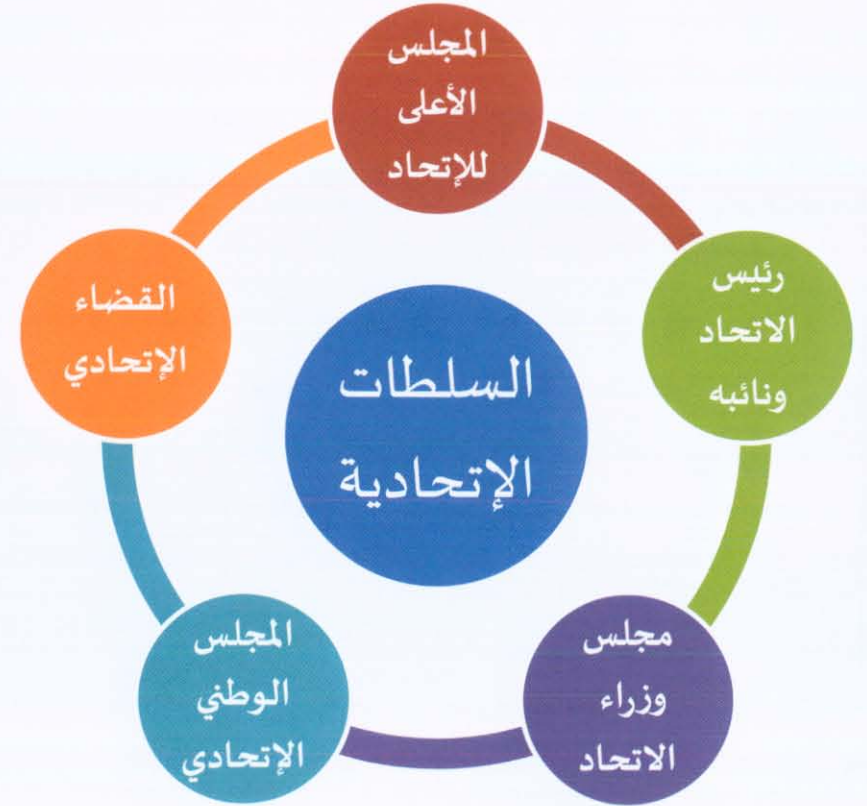 المجلس
الأعلى
للإتحاد
رئيس
الاتحاد
ونائبه
مجلس
وزراء
الاتحاد
المجلس
الوطني
الإتحادي
القضاء
الإتحادي
السلطات
الإتحادية